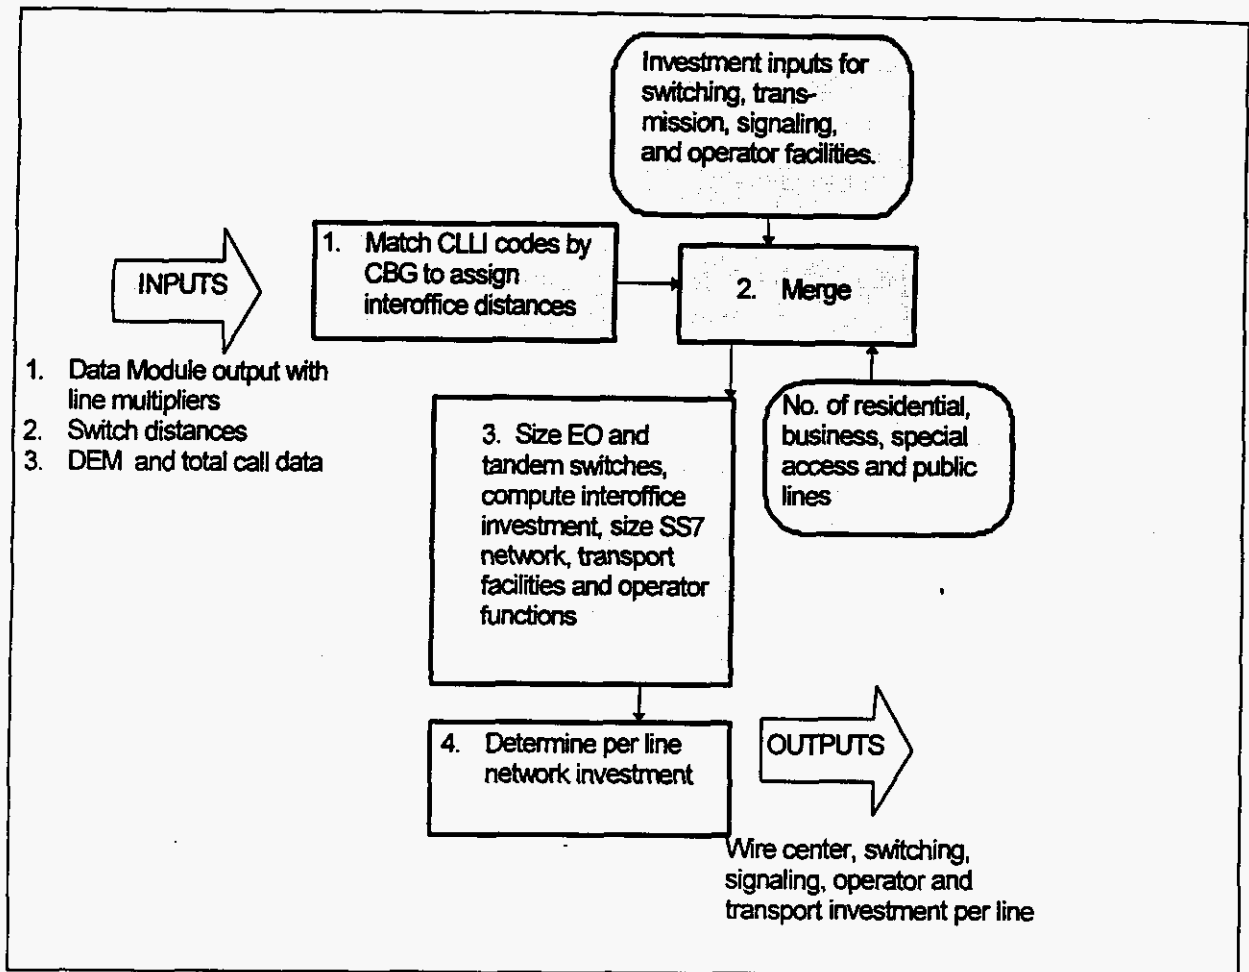 Investment inputs for
switching, trans-
mission, signaling,
and operator facilities.
INPUTS
1. Match CLLI codes by
CBG to assign
interoffice distances
2. Merge
1. Data Module output with
line multipliers
2. Switch distances
3. DEM and total call data
3. Size EO and
tandem switches,
compute interoffice
investment, size SS7
network, transport
facilities and operator
functions
No. of residential,
business, special
access and public
lines
4. Determine per line
network investment
OUTPUTS
Wire center, switching,
signaling, operator and
transport investment per line